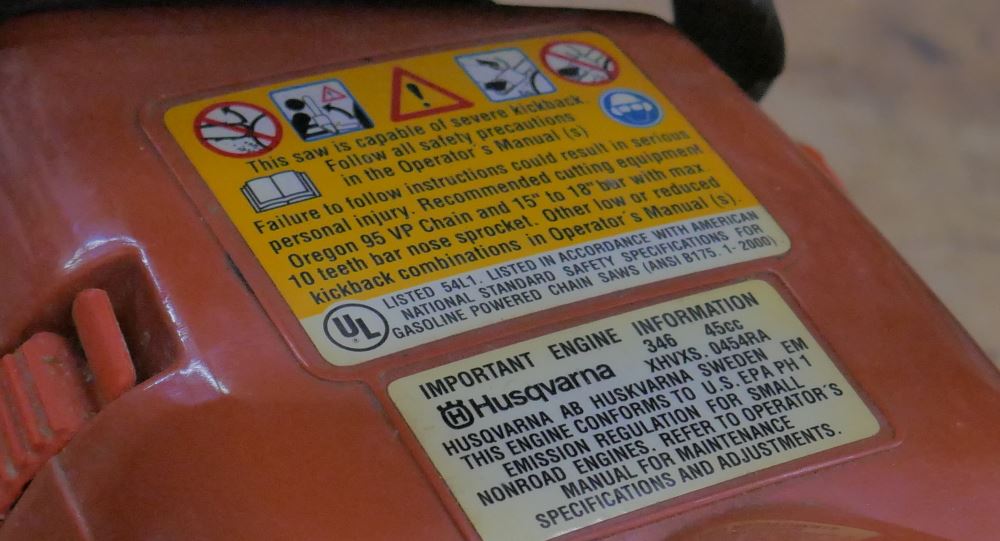 This saw is capable of severe kickback
Follow all safety precautions
in the Operator´s Manual (s)
Failure to follow instructions could result in serious
personal injury. Recommended cutting equipment
Oregon 95 VP Chain and 15" to 18" bar with max
10 teeth bar nose sprocket. Other low or reduced
kickback combinations in Operator´s Manual (s).
UL
LISTED 54L1. LISTED IN ACCORDANCE WITH AMERICAN
NATIONAL STANDARD SAFETY SPECIFICATIONS FOR
GASOLINE POWERED CHAIN SAWS (ANSI B175. 1- 2000)
IMPORTANT ENGINE INFORMATION
Husqvarna 346 45cc
XHVXS. 0454RA
HUSQVARNA AB HUSKVARNA SWEDEN EM
THIS ENGINE CONFORMS TO U.S. EPA PH 1
EMISSION REGULATION FOR SMALL
NONROAD ENGINES. REFER TO OPERATOR´S
MANUAL FOR MAINTENANCE
SPECIFICATIONS AND ADJUSTMENTS.